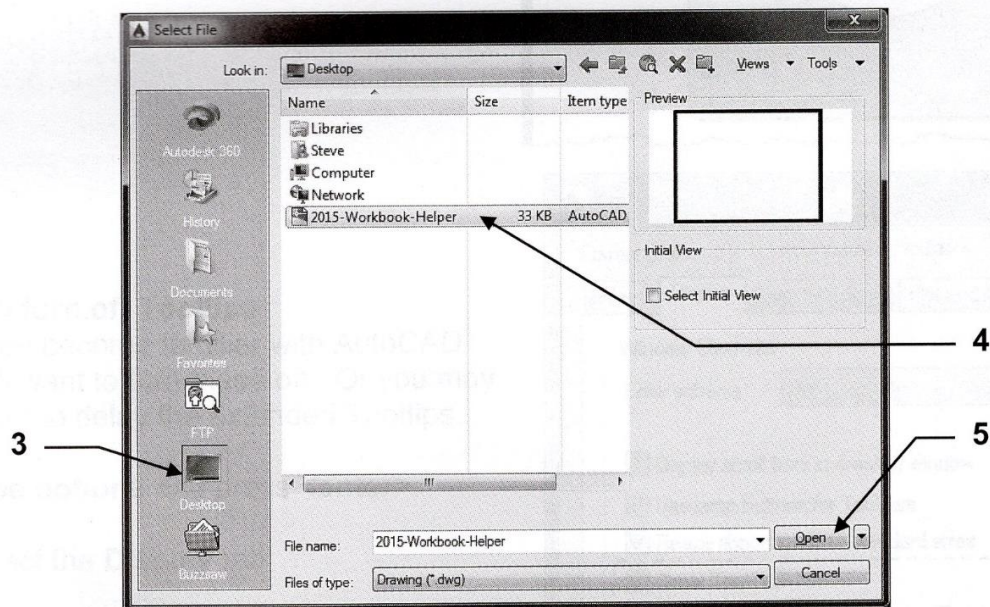 Select File
Look in: Desktop Views Tools
Name Size Item type Preview
Libraries
Steve
Computer
Network
2015-Workbook-Helper 33 KB AutoCAD
Autodesk 360
History
Documents
Favorites
FTP
Desktop
Buzzsaw
Initial View
Select Initial View
4
3
5
File name: 2015-Workbook-Helper Open
Files of type: Drawing (*.dwg) Cancel